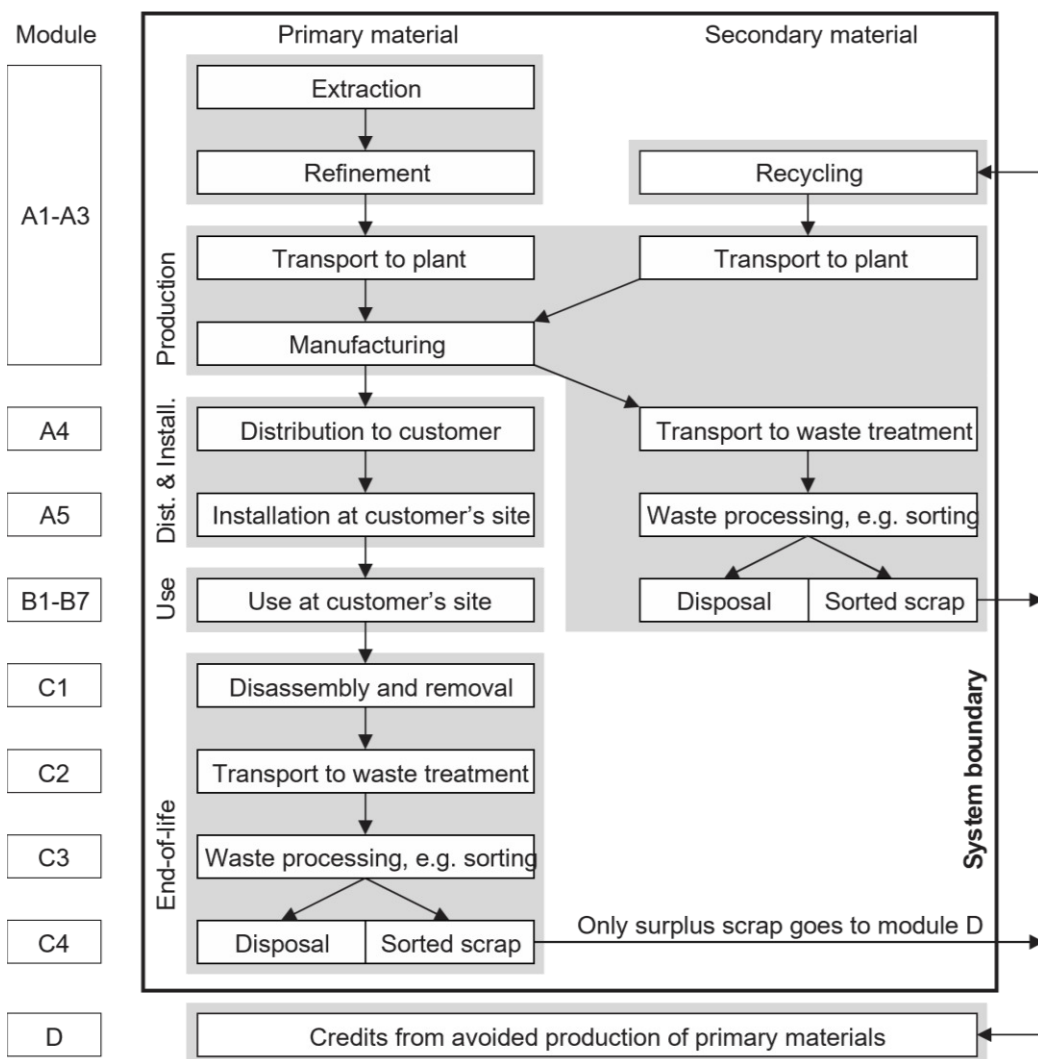 Module
Primary material
Secondary material
A1-A3
Extraction
Refinement
Recycling
Production
Transport to plant
Transport to plant
Manufacturing
A4
Dist. & Install.
Distribution to customer
Transport to waste treatment
A5
Installation at customer's site
Waste processing, e.g. sorting
B1-B7
Use
Use at customer's site
Disposal
Sorted scrap
C1
Disassembly and removal
System boundary
C2
Transport to waste treatment
End-of-life
C3
Waste processing, e.g. sorting
C4
Disposal
Sorted scrap
Only surplus scrap goes to module D
D
Credits from avoided production of primary materials